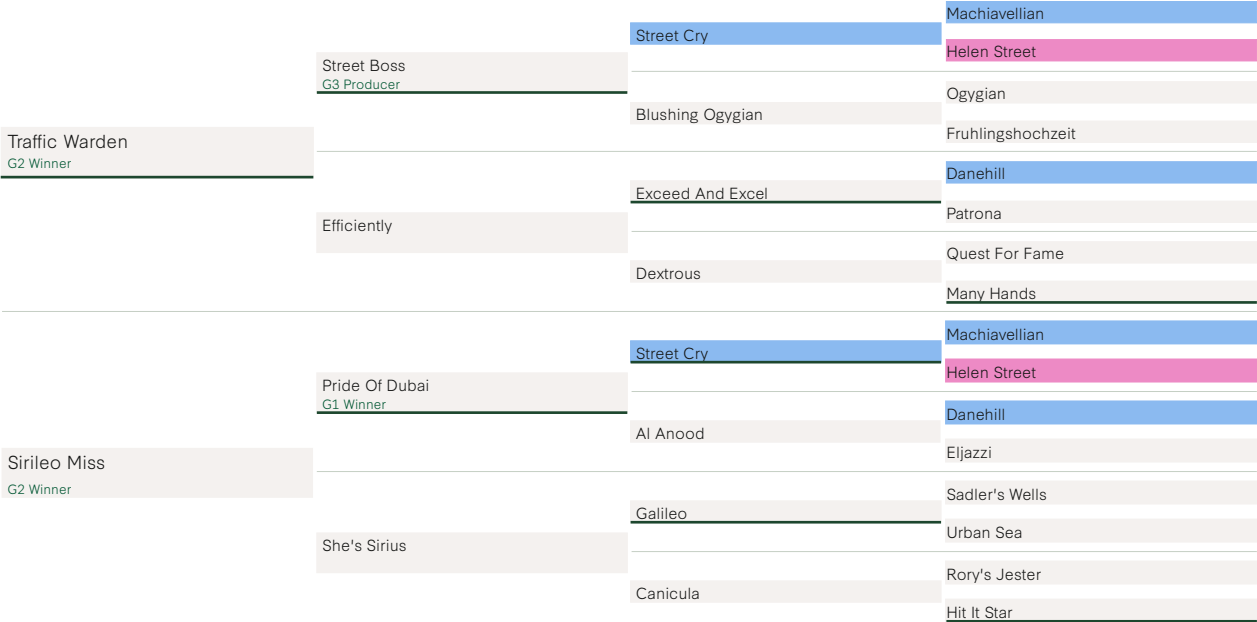 Traffic Warden
G2 Winner
Street Boss
G3 Producer
Street Cry
Machiavellian
Helen Street
Blushing Ogygian
Ogygian
Fruhlingshochzeit
Efficiently
Exceed And Excel
Danehill
Patrona
Dextrous
Quest For Fame
Many Hands
Sirileo Miss
G2 Winner
Pride Of Dubai
G1 Winner
Street Cry
Machiavellian
Helen Street
Al Anood
Danehill
Eljazzi
She's Sirius
Galileo
Sadler's Wells
Urban Sea
Canicula
Rory's Jester
Hit It Star